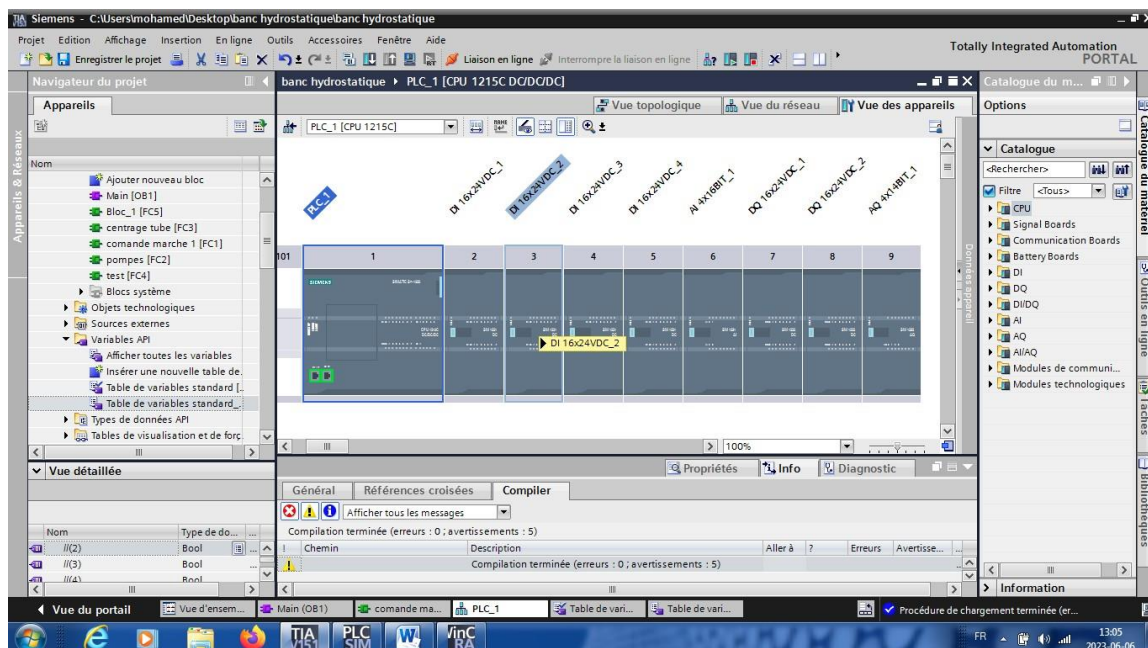 Siemens - C:\Users\mohamed\Desktop\banc hydrostatique\banc hydrostatique
Projet Edition Affichage Insertion En ligne Outils Accessoires Fenêtre Aide
Totally Integrated Automation
PORTAL
Enregistrer le projet
Liaison en ligne
Interrompre la liaison en ligne
Navigateur du projet
banc hydrostatique PLC_1 [CPU 1215C DC/DC/DC]
Catalogue du m...
Appareils
Vue topologique
Vue du réseau
Vue des appareils
Options
PLC_1 [CPU 1215C]
Nom
Ajouter nouveau bloc
Main [OB1]
Bloc_1 [FC5]
centrage tube [FC3]
comande marche 1 [FC1]
pompes [FC2]
test [FC4]
Blocs système
Objets technologiques
Sources externes
Variables API
Afficher toutes les variables
Insérer une nouvelle table de.
Table de variables standard [..
Table de variables standard_.
Types de données API
Tables de visualisation et de forç
Appareils & Réseaux
PLC_1
DI 16x24VDC_1
DI 16x24VDC_2
DI 16x24VDC_3
DI 16x24VDC_4
AI 4x16BIT_1
DQ 16x24VDC_1
DQ 16x24VDC_2
AQ 4x14BIT_1
101 1 2 3 4 5 6 7 8 9
SIEMENS
DI 16x24VDC_2
Données appareil
100%
Catalogue
<Rechercher>
Filtre <Tous>
CPU
Signal Boards
Communication Boards
Battery Boards
DI
DQ
DI/DQ
AI
AQ
AI/AQ
Modules de communi...
Modules technologiques
Information
Catalogue du matériel
Outils en ligne
Tâches
Bibliothèques
Vue détaillée
Nom Type de do... ...
//(2) Bool
//(3) Bool
//(4) Bool
Propriétés
Info
Diagnostic
Général
Références croisées
Compiler
Afficher tous les messages
Compilation terminée (erreurs : 0 ; avertissements : 5)
! Chemin Description Aller à ? Erreurs Avertisse... ...
Compilation terminée (erreurs : 0 ; avertissements : 5)
Vue du portail
Vue d'ensem...
Main (OB1)
comande ma...
PLC_1
Table de vari...
Table de vari...
Procédure de chargement terminée (er...
TIA
V151
PLC
SIM
W
VinC
RA
FR
13:05
2023-06-06